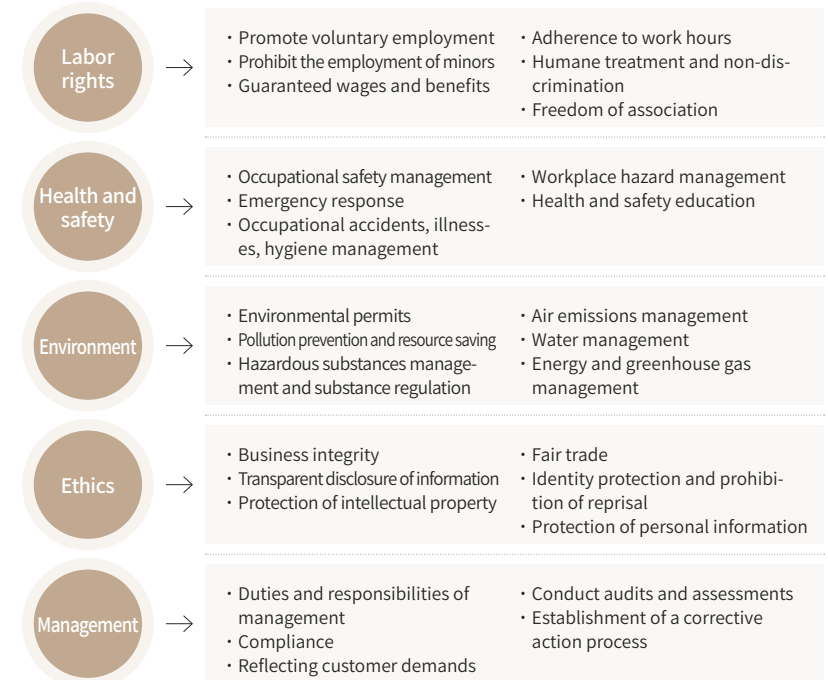 Labor
rights
· Promote voluntary employment
· Prohibit the employment of minors
· Guaranteed wages and benefits
· Adherence to work hours
· Humane treatment and non-dis-
crimination
· Freedom of association
Health and
safety
· Occupational safety management
· Emergency response
· Occupational accidents, illness-
es, hygiene management
· Workplace hazard management
· Health and safety education
Environment
· Environmental permits
· Pollution prevention and resource saving
· Hazardous substances manage-
ment and substance regulation
· Air emissions management
· Water management
· Energy and greenhouse gas
management
Ethics
· Business integrity
· Transparent disclosure of information
· Protection of intellectual property
· Fair trade
· Identity protection and prohibi-
tion of reprisal
· Protection of personal information
Management
· Duties and responsibilities of
management
· Compliance
· Reflecting customer demands
· Conduct audits and assessments
· Establishment of a corrective
action process